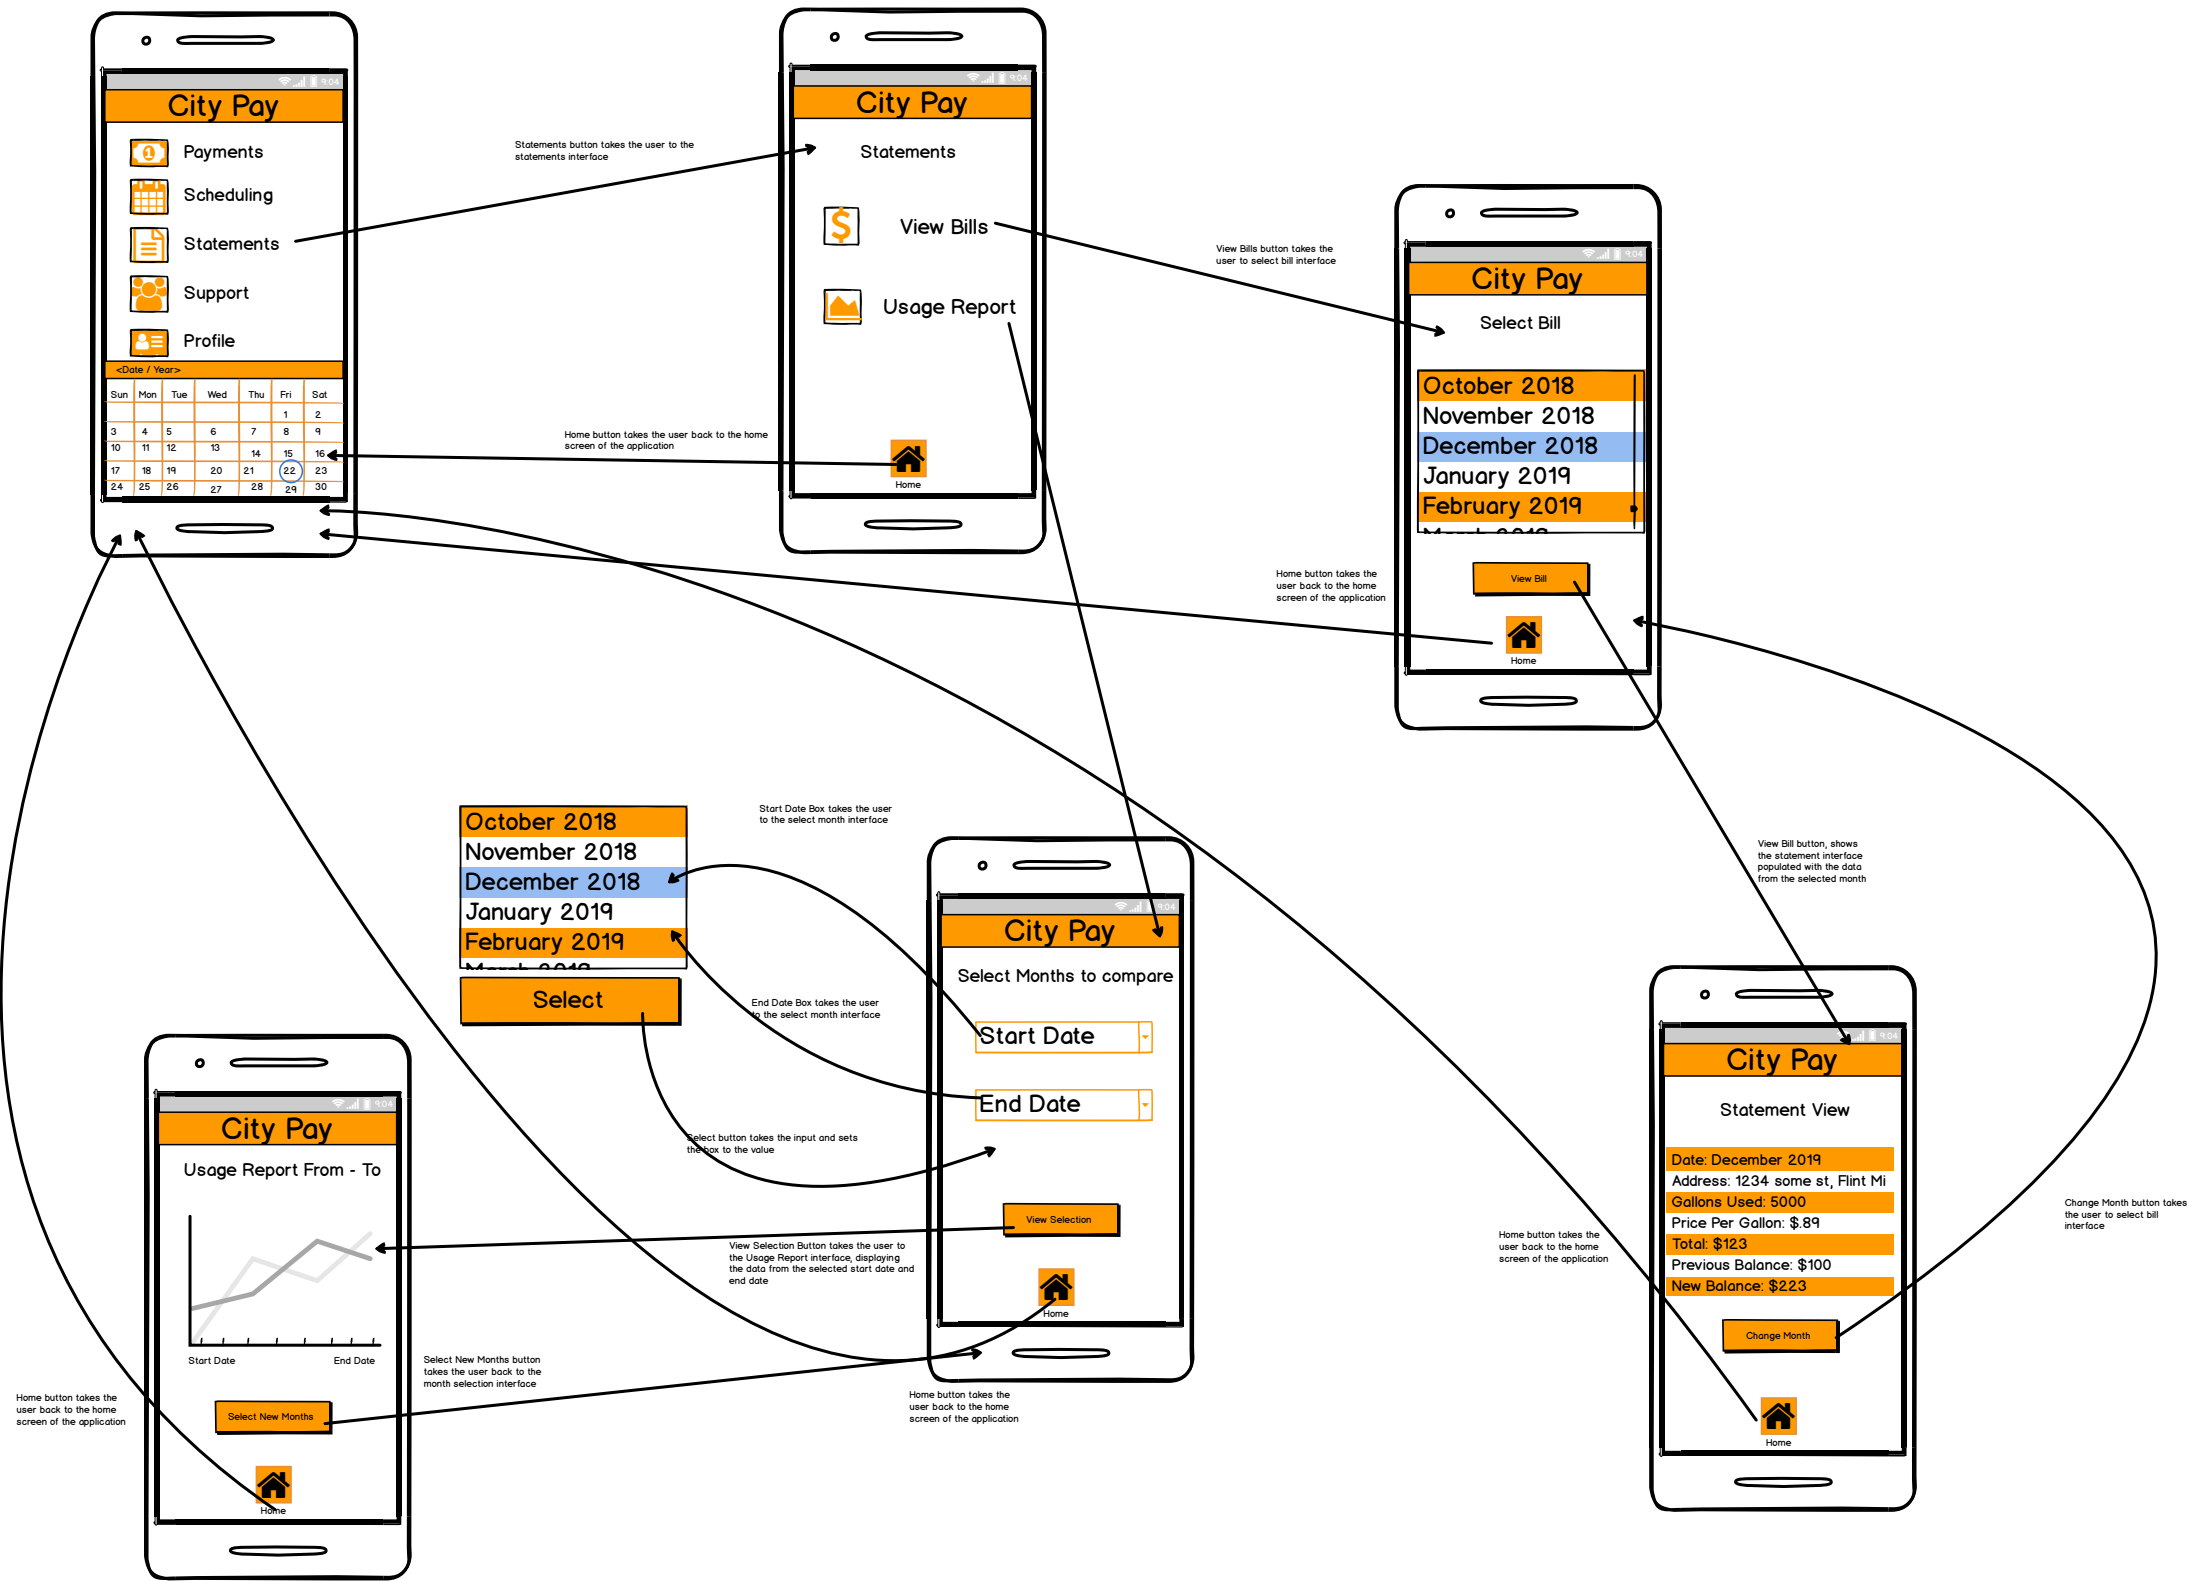 9:04
City Pay
Payments
Scheduling
Statements
Support
Profile
<Date / Year>
Sun Mon Tue Wed Thu Fri Sat
1 2
3 4 5 6 7 8 9
10 11 12 13 14 15 16
17 18 19 20 21 22 23
24 25 26 27 28 29 30
Statements button takes the user to the
statements interface
Home button takes the user back to the home
screen of the application
9:04
City Pay
Statements
View Bills
Usage Report
Home
View Bills button takes the
user to select bill interface
9:04
City Pay
Select Bill
October 2018
November 2018
December 2018
January 2019
February 2019
March 2019
View Bill
Home
Home button takes the
user back to the home
screen of the application
October 2018
November 2018
December 2018
January 2019
February 2019
March 2019
Select
Start Date Box takes the user
to the select month interface
End Date Box takes the user
to the select month interface
Select button takes the input and sets
the box to the value
9:04
City Pay
Select Months to compare
Start Date
End Date
View Selection
Home
View Selection Button takes the user to
the Usage Report interface, displaying
the data from the selected start date and
end date
Home button takes the
user back to the home
screen of the application
View Bill button, shows
the statement interface
populated with the data
from the selected month
9:04
City Pay
Statement View
Date: December 2019
Address: 1234 some st, Flint Mi
Gallons Used: 5000
Price Per Gallon: $.89
Total: $123
Previous Balance: $100
New Balance: $223
Change Month
Home
Change Month button takes
the user to select bill
interface
Home button takes the
user back to the home
screen of the application
9:04
City Pay
Usage Report From - To
Start Date End Date
Select New Months
Home
Select New Months button
takes the user back to the
month selection interface
Home button takes the
user back to the home
screen of the application